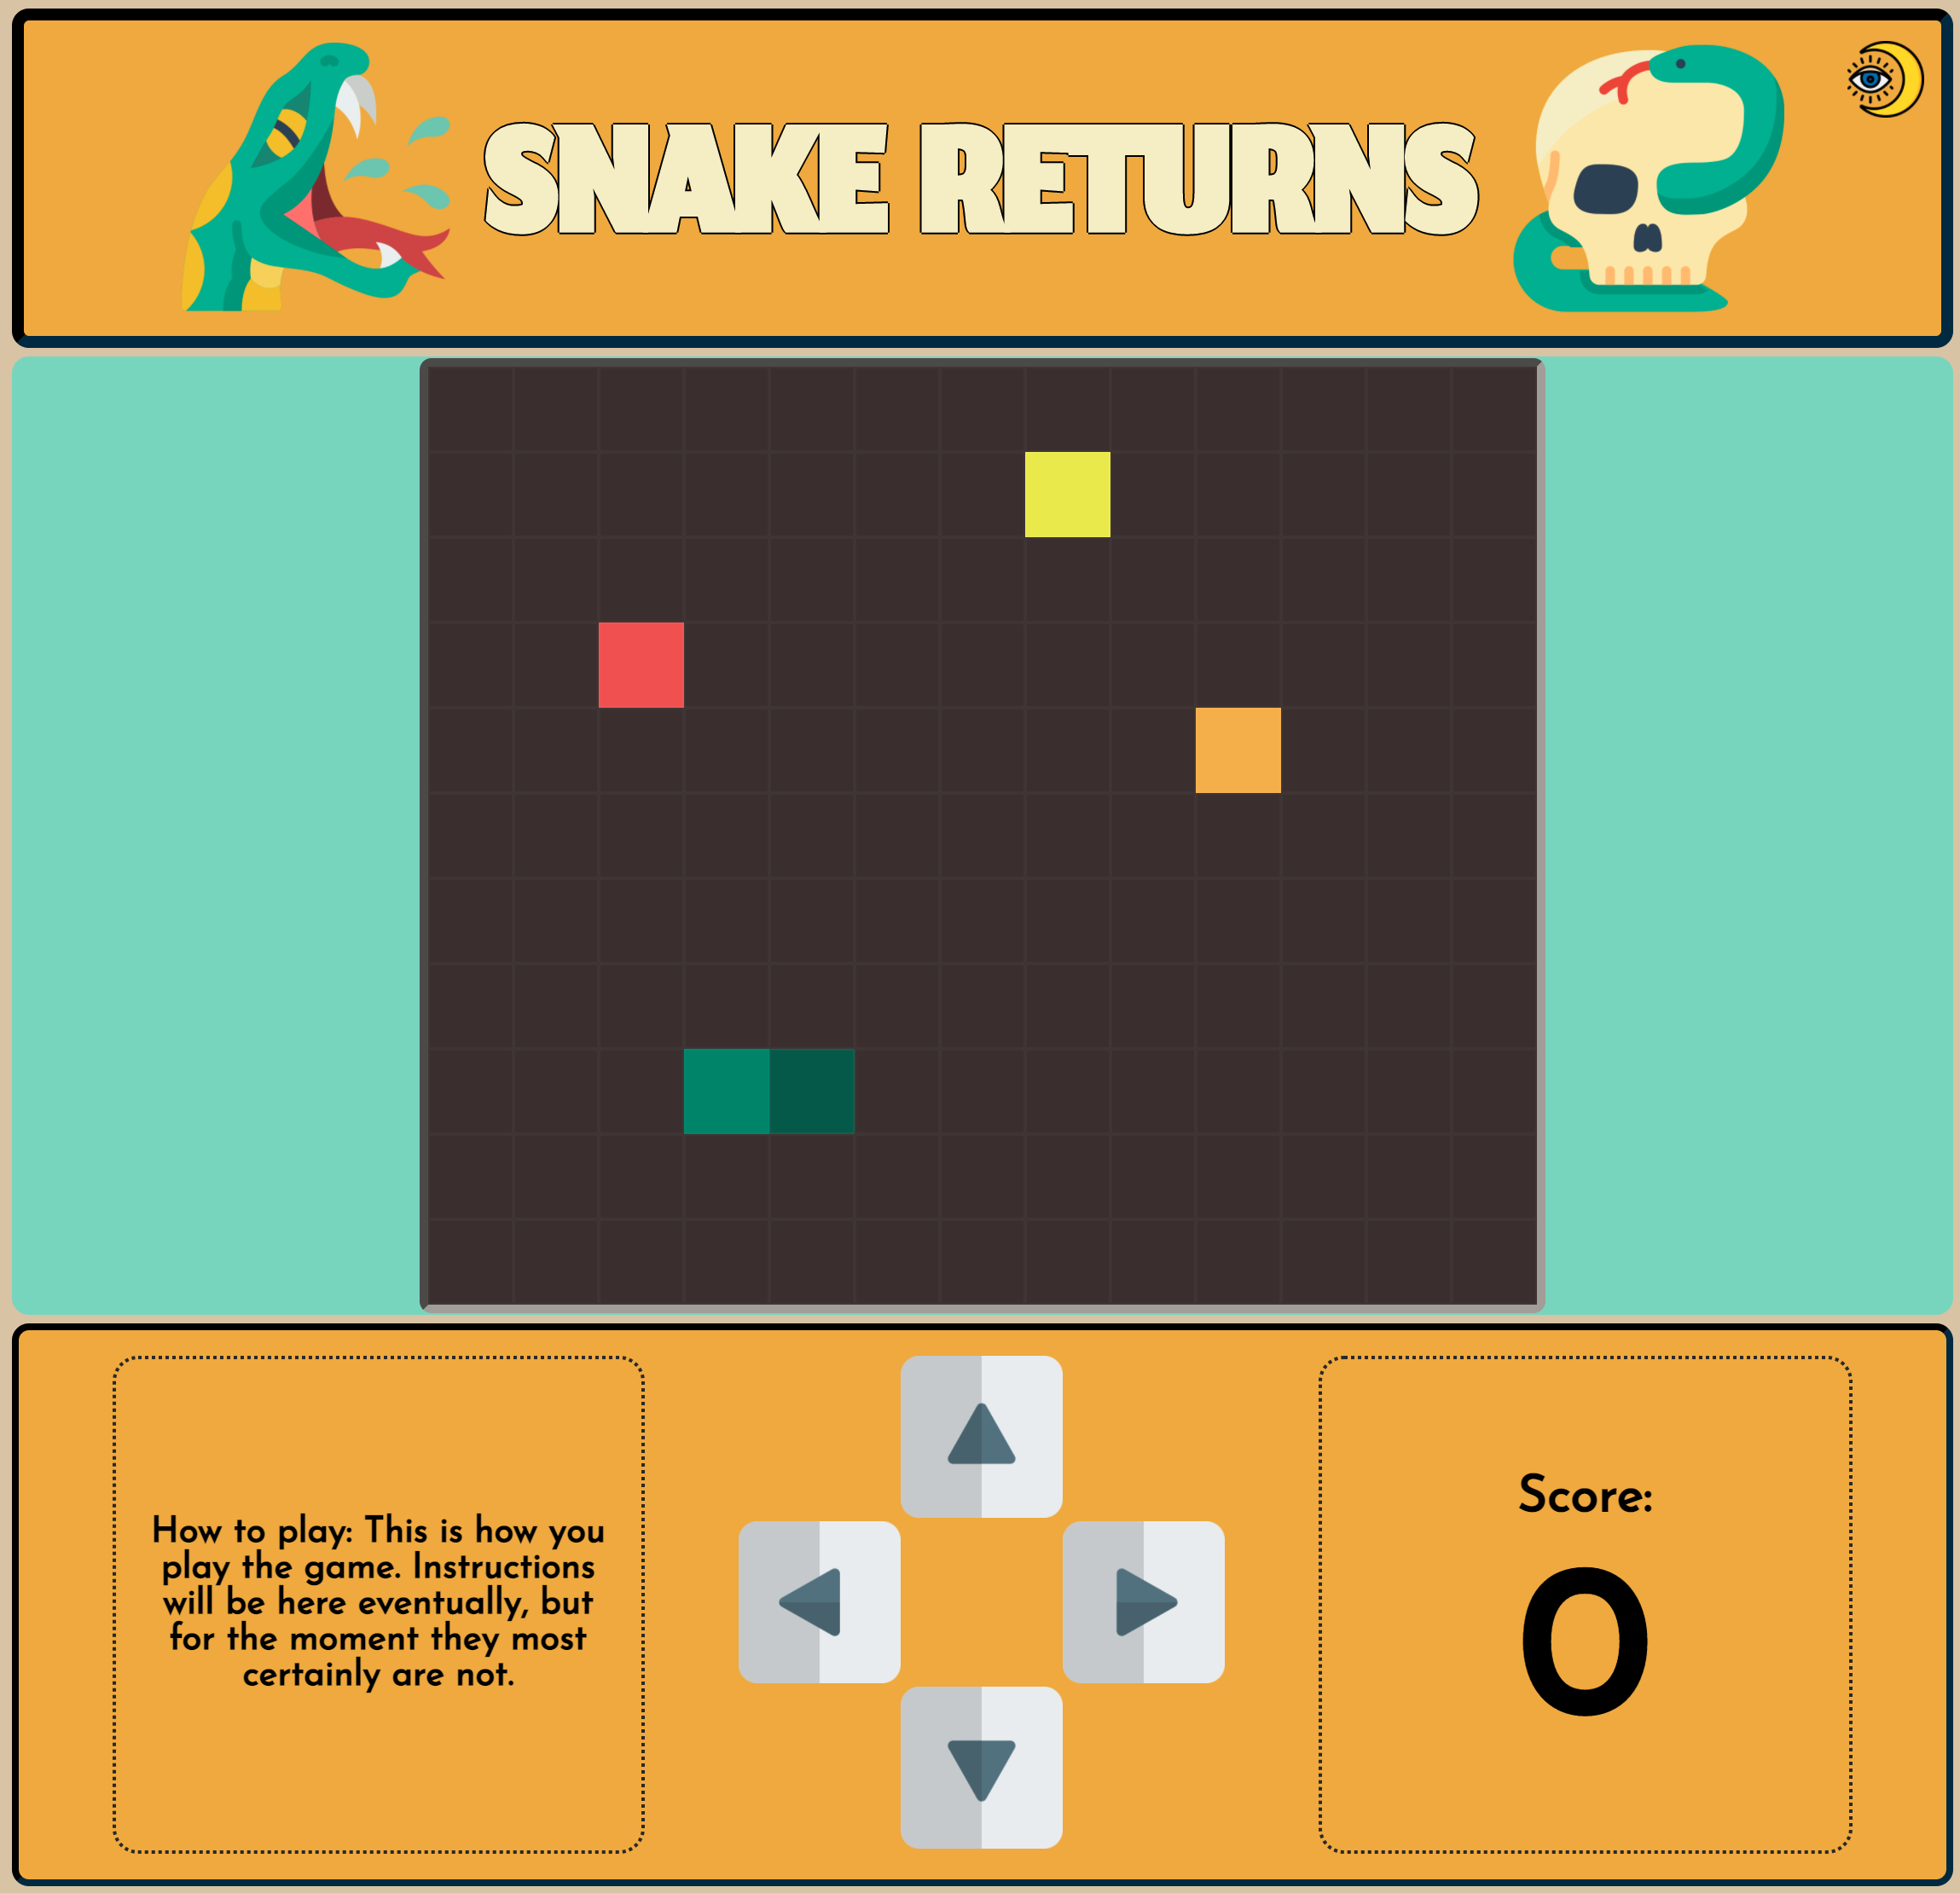 SNAKE RETURNS
How to play: This is how you
play the game. Instructions
will be here eventually, but
for the moment they most
certainly are not.
Score:
0